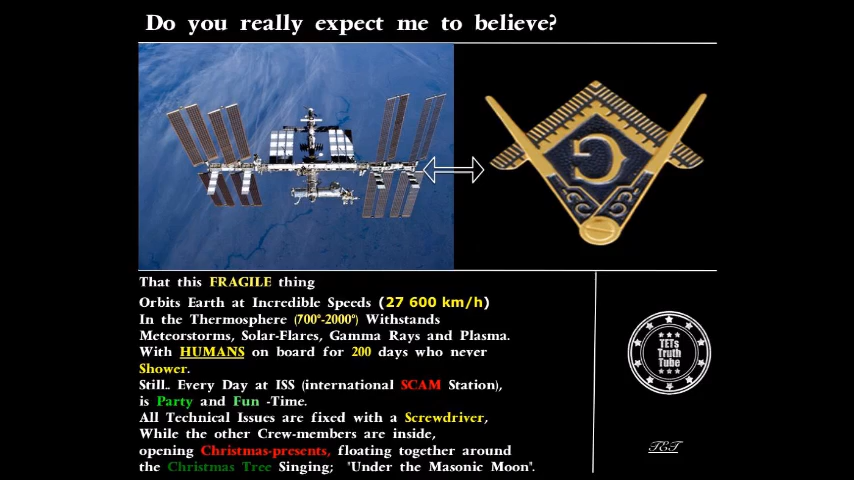 Do you really expect me to believe?
G
That this FRAGILE thing
Orbits Earth at Incredible Speeds (27 600 km/h)
In the Thermosphere (700°-2000°) Withstands
Meteorstorms, Solar-Flares, Gamma Rays and Plasma.
With HUMANS on board for 200 days who never
Shower.
Still.. Every Day at ISS (international SCAM Station),
is Party and Fun -Time.
All Technical Issues are fixed with a Screwdriver,
While the other Crew-members are inside,
opening Christmas-presents, floating together around
the Christmas Tree Singing; "Under the Masonic Moon".
TETs
Truth
Tube
TET